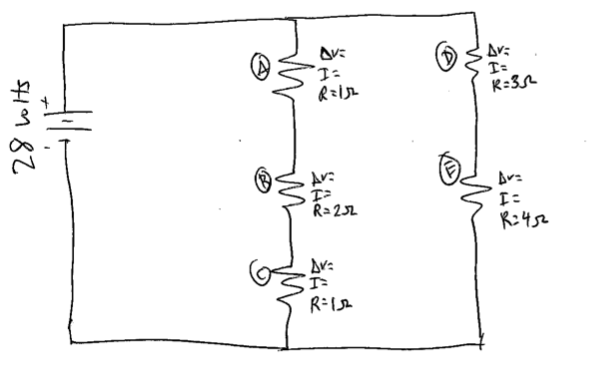 28 volts
+
-
A
ΔV=
I=
R=1Ω
B
ΔV=
I=
R=2Ω
C
ΔV=
I=
R=1Ω
D
ΔV=
I=
R=3Ω
E
ΔV=
I=
R=4Ω